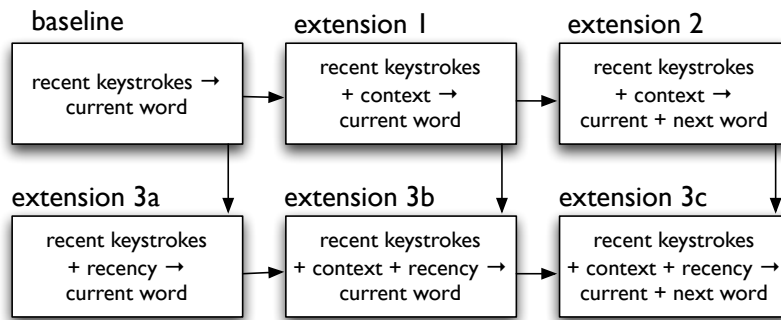 baseline
recent keystrokes →
current word
extension 1
recent keystrokes
+ context →
current word
extension 2
recent keystrokes
+ context →
current + next word
extension 3a
recent keystrokes
+ recency →
current word
extension 3b
recent keystrokes
+ context + recency →
current word
extension 3c
recent keystrokes
+ context + recency →
current + next word